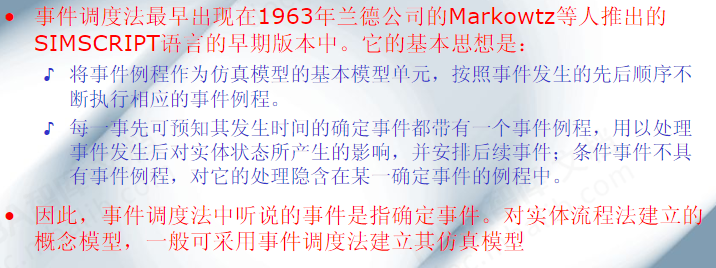 • 事件调度法最早出现在1963年兰德公司的Markowtz等人推出的
SIMSCRIPT语言的早期版本中。它的基本思想是：
♪ 将事件例程作为仿真模型的基本模型单元，按照事件发生的先后顺序不
断执行相应的事件例程。
♪ 每一事先可预知其发生时间的确定事件都带有一个事件例程，用以处理
事件发生后对实体状态所产生的影响，并安排后续事件；条件事件不具
有事件例程，对它的处理隐含在某一确定事件的例程中。
• 因此，事件调度法中听说的事件是指确定事件。对实体流程法建立的
概念模型，一般可采用事件调度法建立其仿真模型